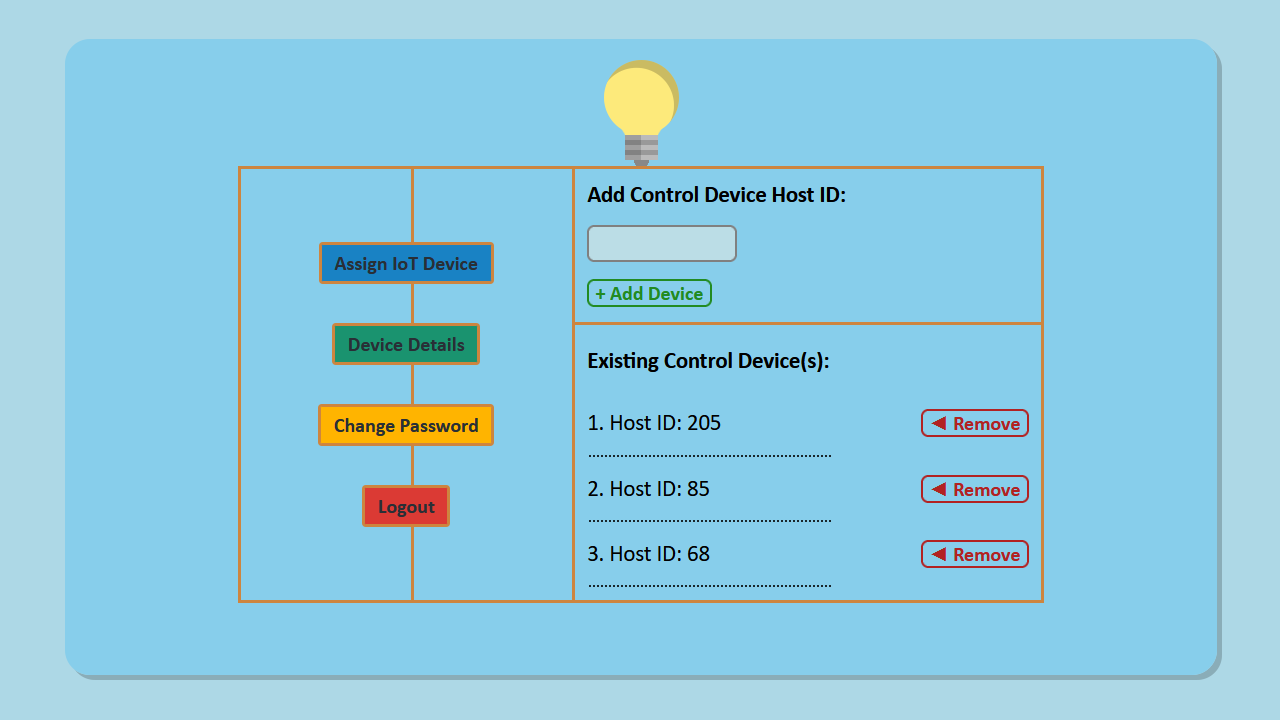 Add Control Device Host ID:
Assign IoT Device
+ Add Device
Device Details
Existing Control Device(s):
Change Password
1. Host ID: 205
◄ Remove
2. Host ID: 85
◄ Remove
Logout
3. Host ID: 68
◄ Remove